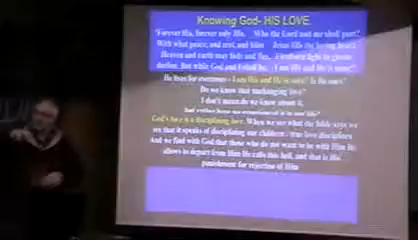 Knowing God- HIS LOVE.
'Forever His, forever only His. Who the Lord and me shall part?
With what peace, and rest, and bliss Jesus fills the loving heart.
Heaven and earth may fade and flee, Firstborn light in gloom
decline. But while God and I shall be, I am His and He is mine.'
He lives for evermore - I am His and He is ours? Is He ours?
Do we know that unchanging love?
I don't mean do we know about it,
God's love is a disciplining love. When we see what the Bible says we
see that it speaks of disciplining our children - true love disciplines
And we find with God that those who do not want to be with Him He
allows to depart from Him He calls this hell, and that is His
punishment for rejection of Him